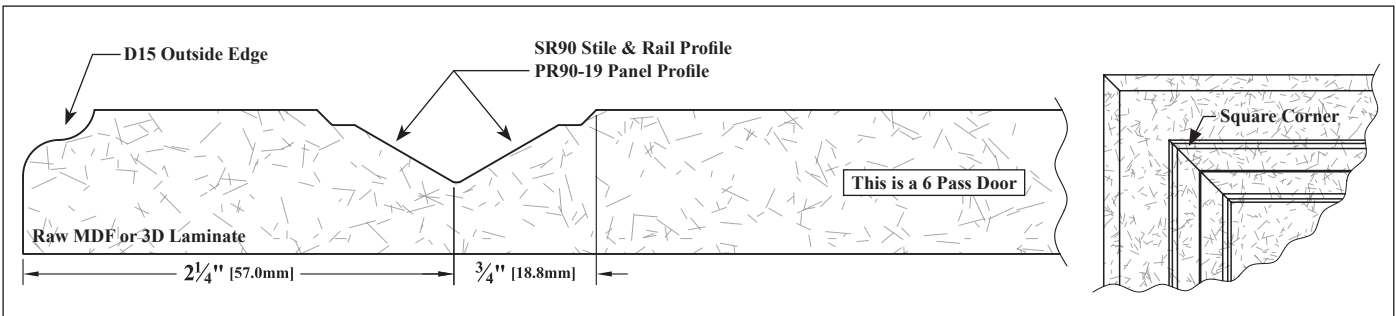 D15 Outside Edge
SR90 Stile & Rail Profile
PR90-19 Panel Profile
Square Corner
This is a 6 Pass Door
Raw MDF or 3D Laminate
2¼" [57.0mm]
¾" [18.8mm]